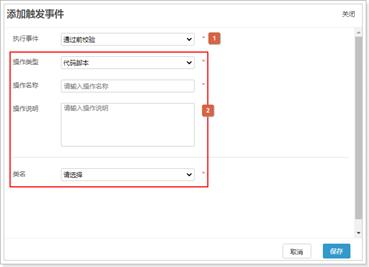 添加触发事件 关闭
执行事件 通过前校验 * 1
操作类型 代码脚本 *
操作名称 请输入操作名称 *
操作说明 请输入操作说明 2
类名 请选择 *
取消 保存